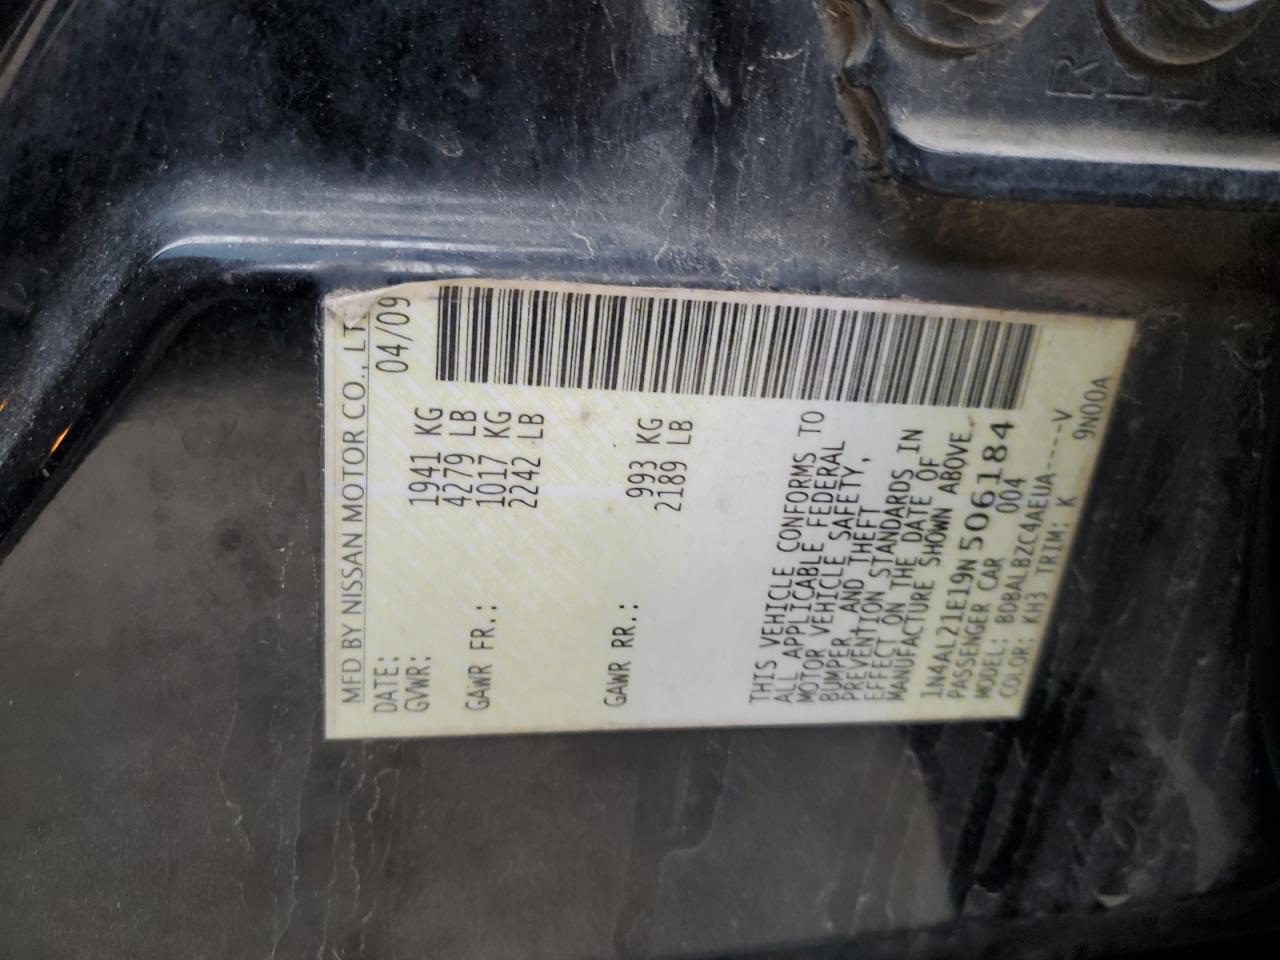 MFD BY NISSAN MOTOR CO., LT
DATE: 04/09
GVWR: 1941 KG
4279 LB
GAWR FR.: 1017 KG
2242 LB
GAWR RR.: 993 KG
2189 LB
THIS VEHICLE CONFORMS TO
ALL APPLICABLE FEDERAL
MOTOR VEHICLE SAFETY,
BUMPER, AND THEFT
PREVENTION STANDARDS IN
EFFECT ON THE DATE OF
MANUFACTURE SHOWN ABOVE.
1N4AL21E19N506184
PASSENGER CAR 004
MODEL: BDBALBZC4AEUA-----V
COLOR: KH3 TRIM: K 9N00A